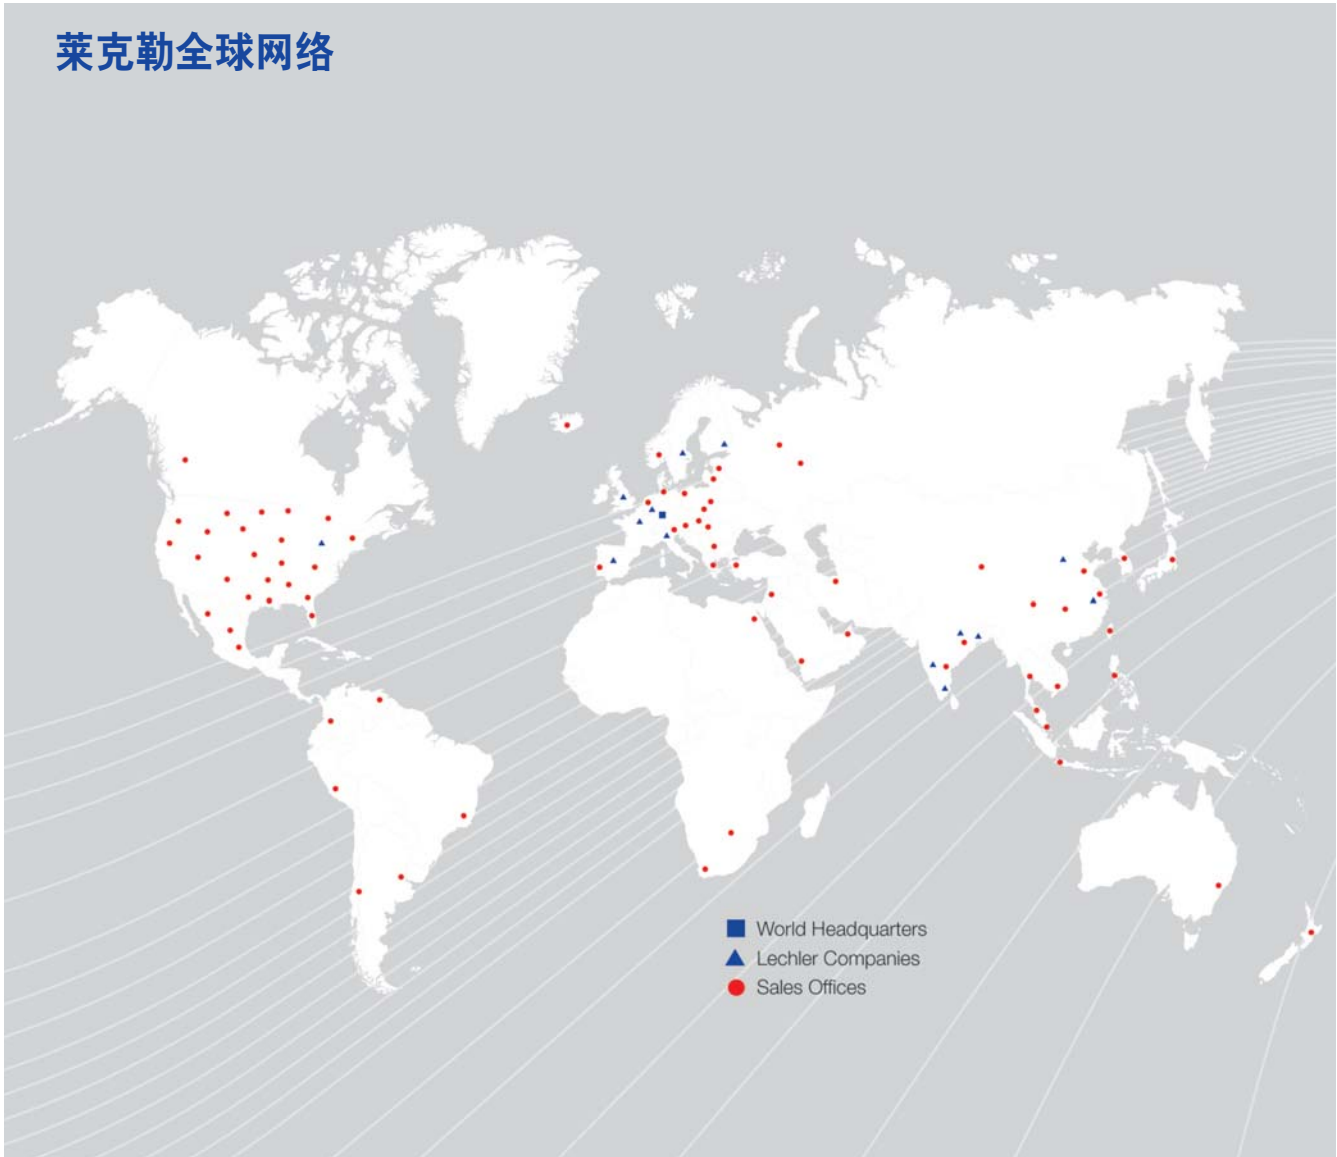 莱克勒全球网络
World Headquarters
Lechler Companies
Sales Offices